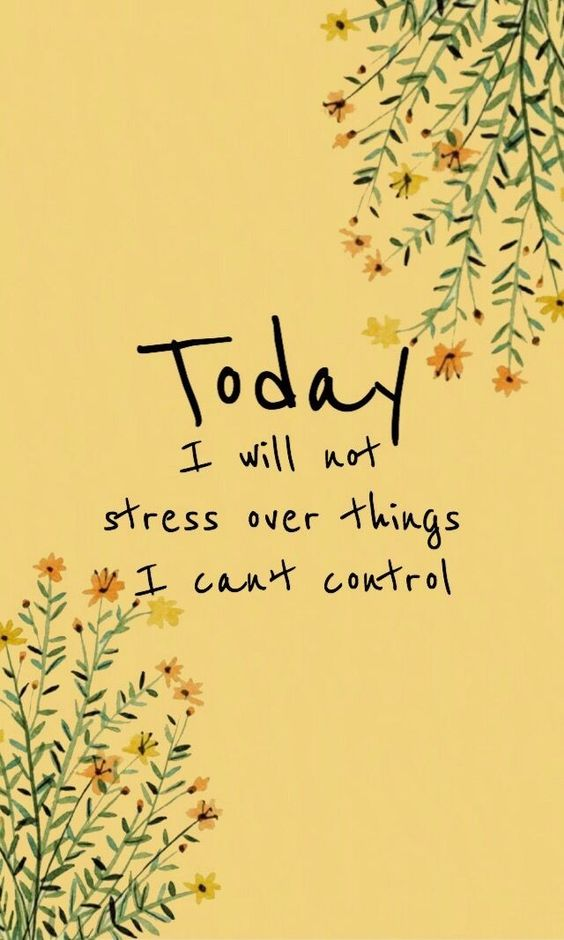 Today
I will not
stress over things
I can't control